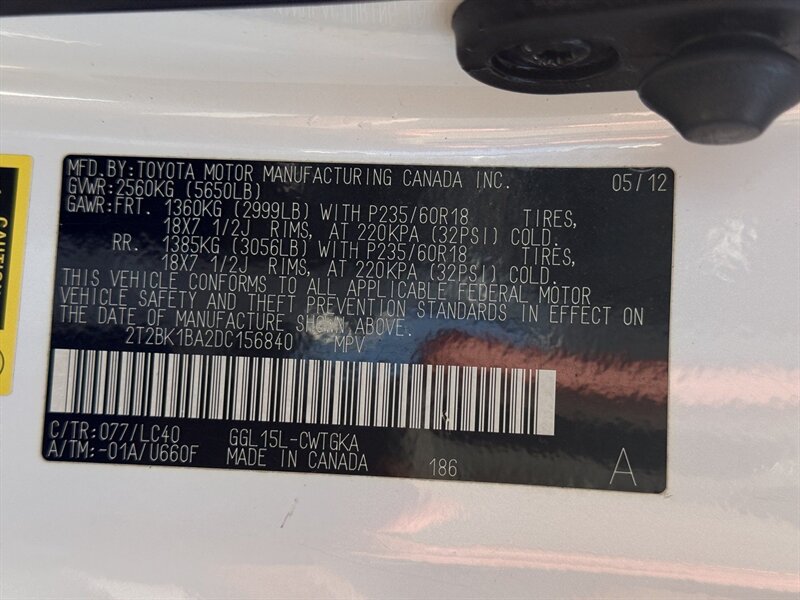 MFD. BY: TOYOTA MOTOR MANUFACTURING CANADA INC. 05/12
GVWR: 2560KG (5650LB)
GAWR: FRT. 1360KG (2999LB) WITH P235/60R18 TIRES,
18X7 1/2J RIMS, AT 220KPA (32PSI) COLD.
RR. 1385KG (3056LB) WITH P235/60R18 TIRES,
18X7 1/2J RIMS, AT 220KPA (32PSI) COLD.
THIS VEHICLE CONFORMS TO ALL APPLICABLE FEDERAL MOTOR
VEHICLE SAFETY AND THEFT PREVENTION STANDARDS IN EFFECT ON
THE DATE OF MANUFACTURE SHOWN ABOVE.
2T2BK1BA2DC156840 MPV
C/TR: 077/LC40 GGL15L-CWTGKA
A/TM: -01A/U660F MADE IN CANADA 186 A